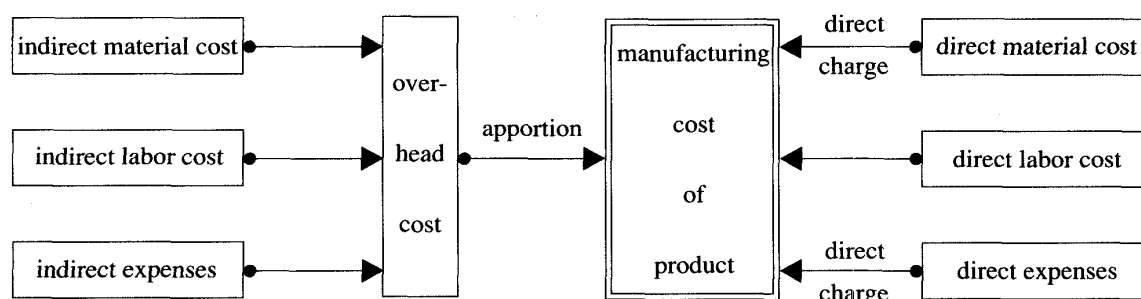 indirect material cost
indirect labor cost
indirect expenses
over-
head
cost
apportion
manufacturing
cost
of
product
direct
charge
direct
charge
direct material cost
direct labor cost
direct expenses